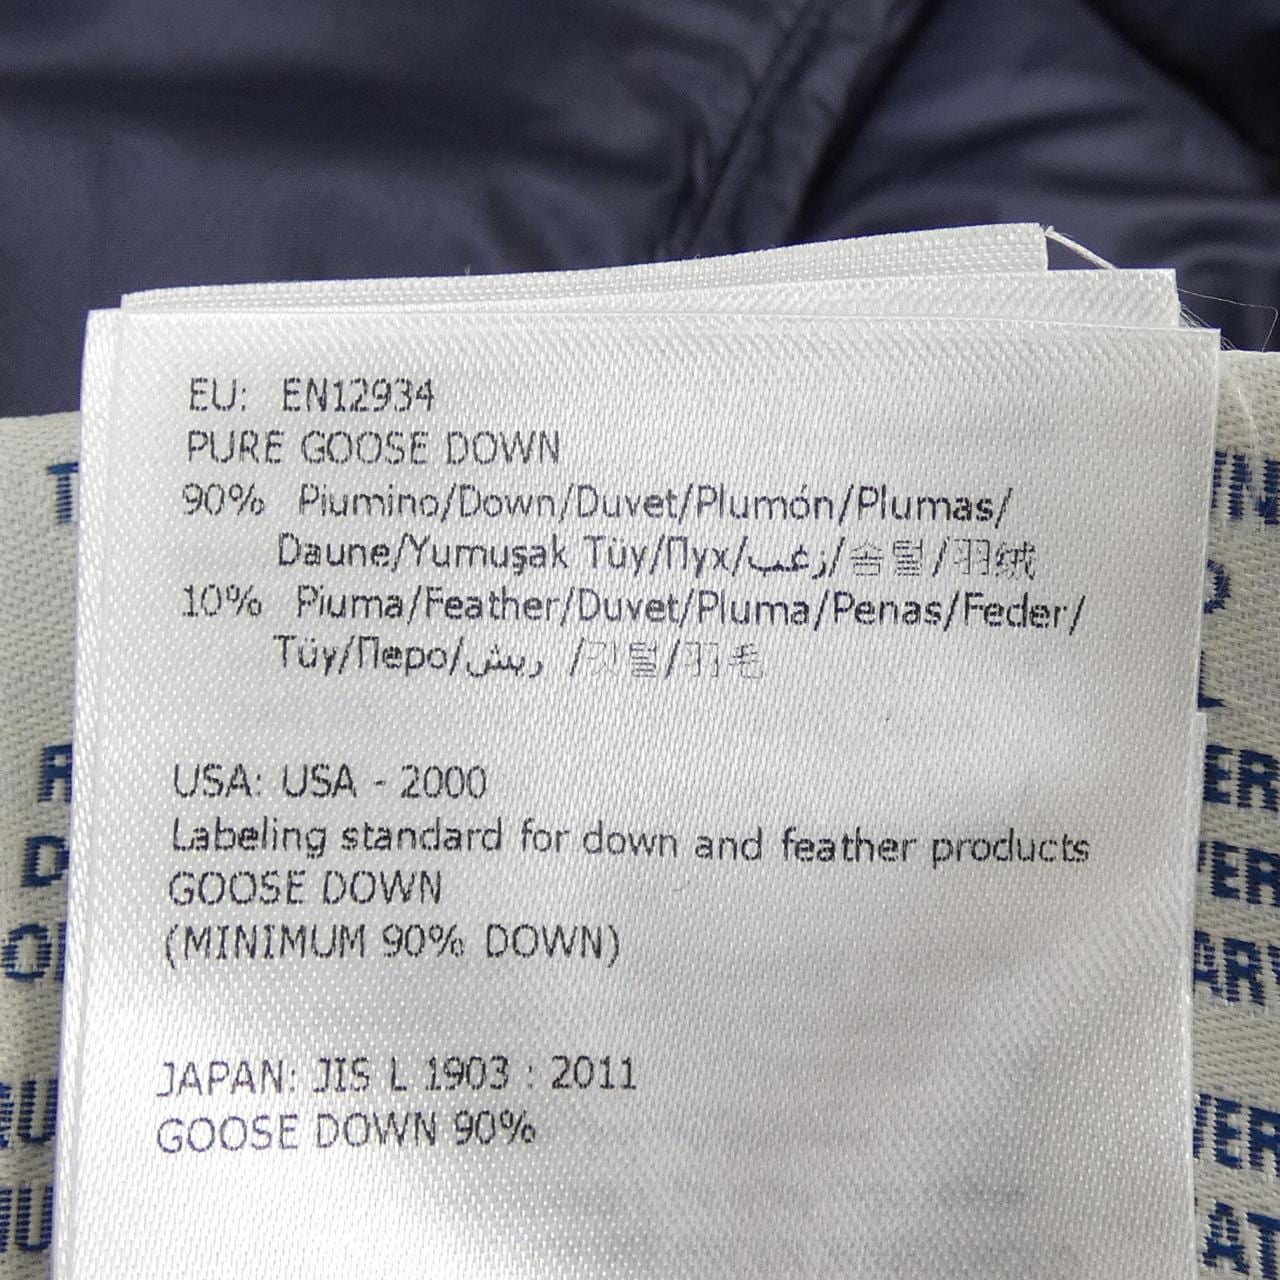 EU: EN12934
PURE GOOSE DOWN
90% Piumino/Down/Duvet/Plumón/Plumas/
Daune/Yumuşak Tüy/Пух/زغب/솜털/羽绒
10% Piuma/Feather/Duvet/Pluma/Penas/Feder/
Tüy/Перо/ريش /깃털/羽毛
USA: USA - 2000
Labeling standard for down and feather products
GOOSE DOWN
(MINIMUM 90% DOWN)
JAPAN: JIS L 1903 : 2011
GOOSE DOWN 90%